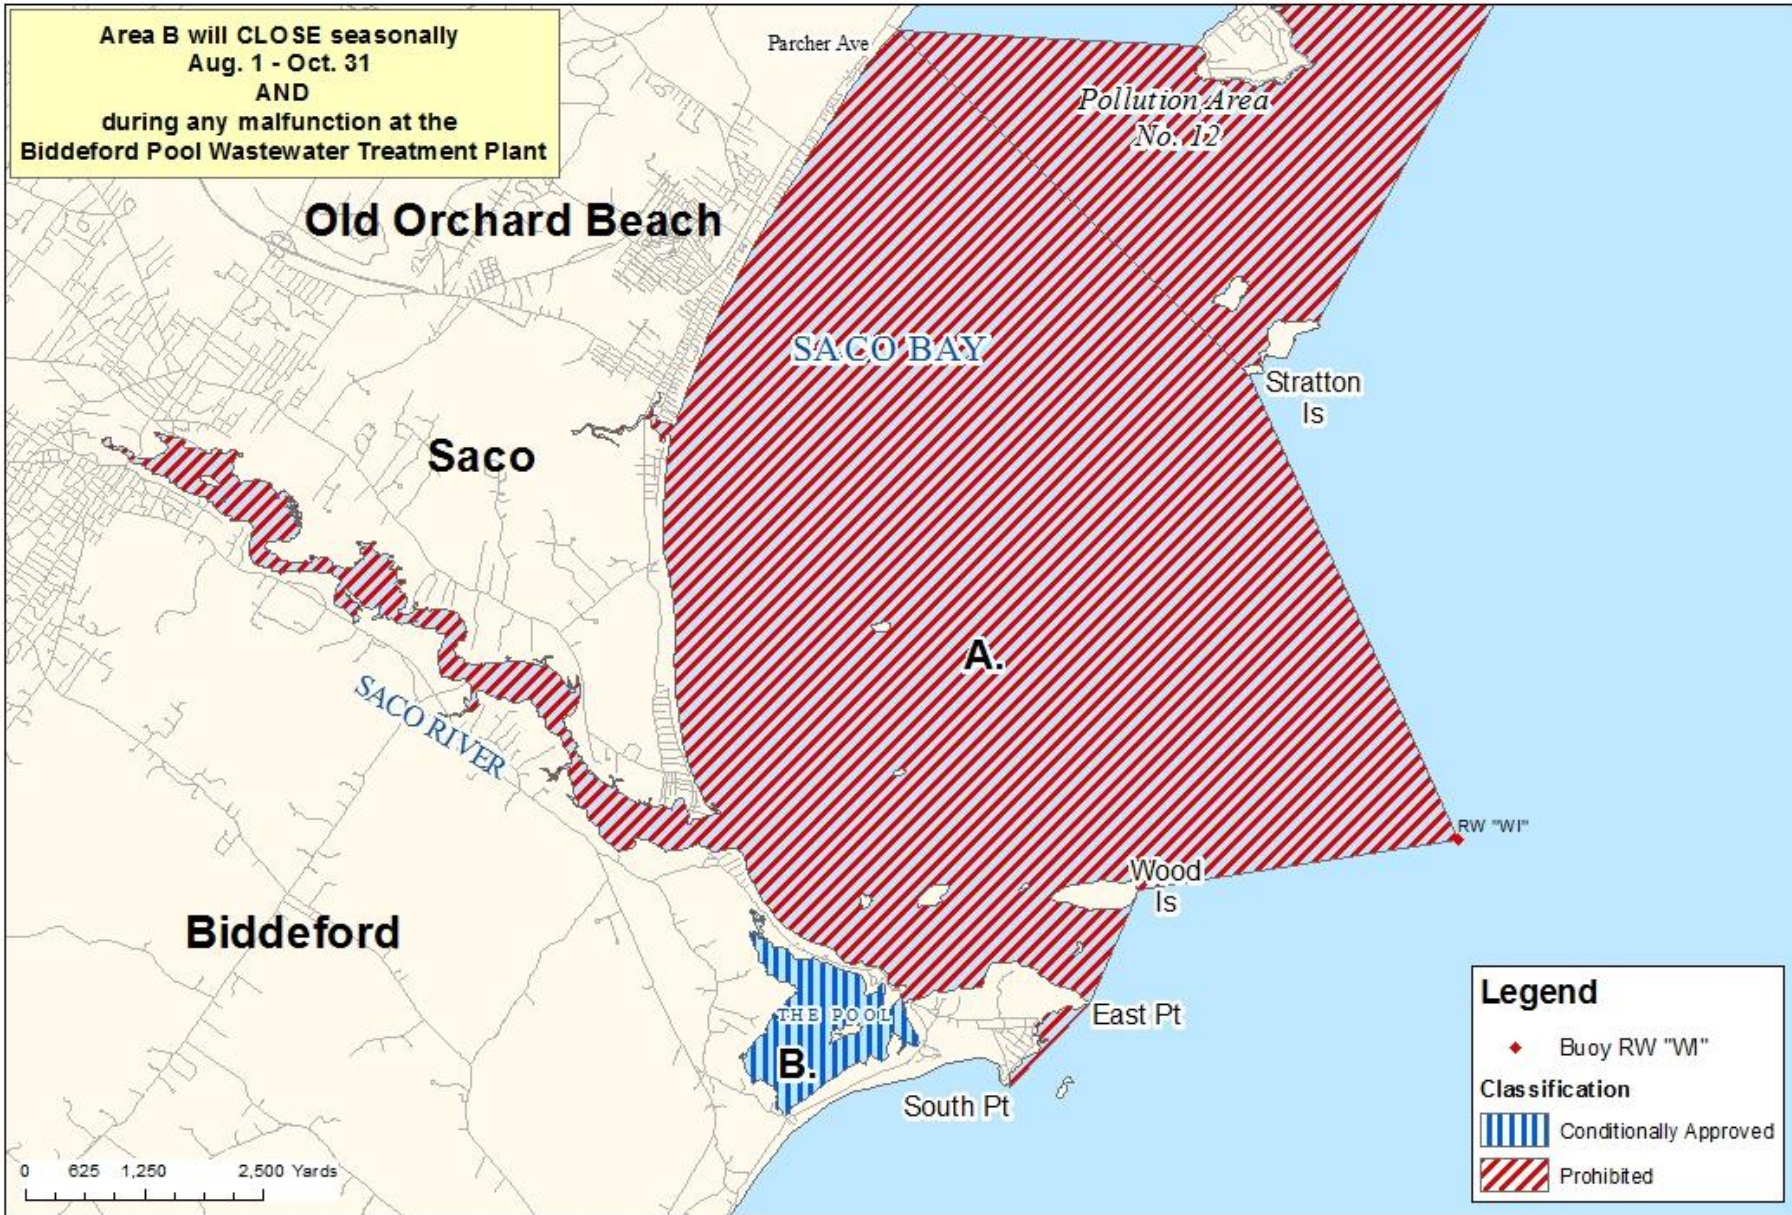 Area B will CLOSE seasonally
Aug. 1 - Oct. 31
AND
during any malfunction at the
Biddeford Pool Wastewater Treatment Plant
Parcher Ave
Pollution Area
No. 12
Old Orchard Beach
SACO BAY
Stratton
Is
Saco
A.
SACO RIVER
RW "WI"
Wood
Is
Biddeford
THE POOL
East Pt
B.
South Pt
Legend
Buoy RW "WI"
Classification
Conditionally Approved
Prohibited
0 625 1,250 2,500 Yards